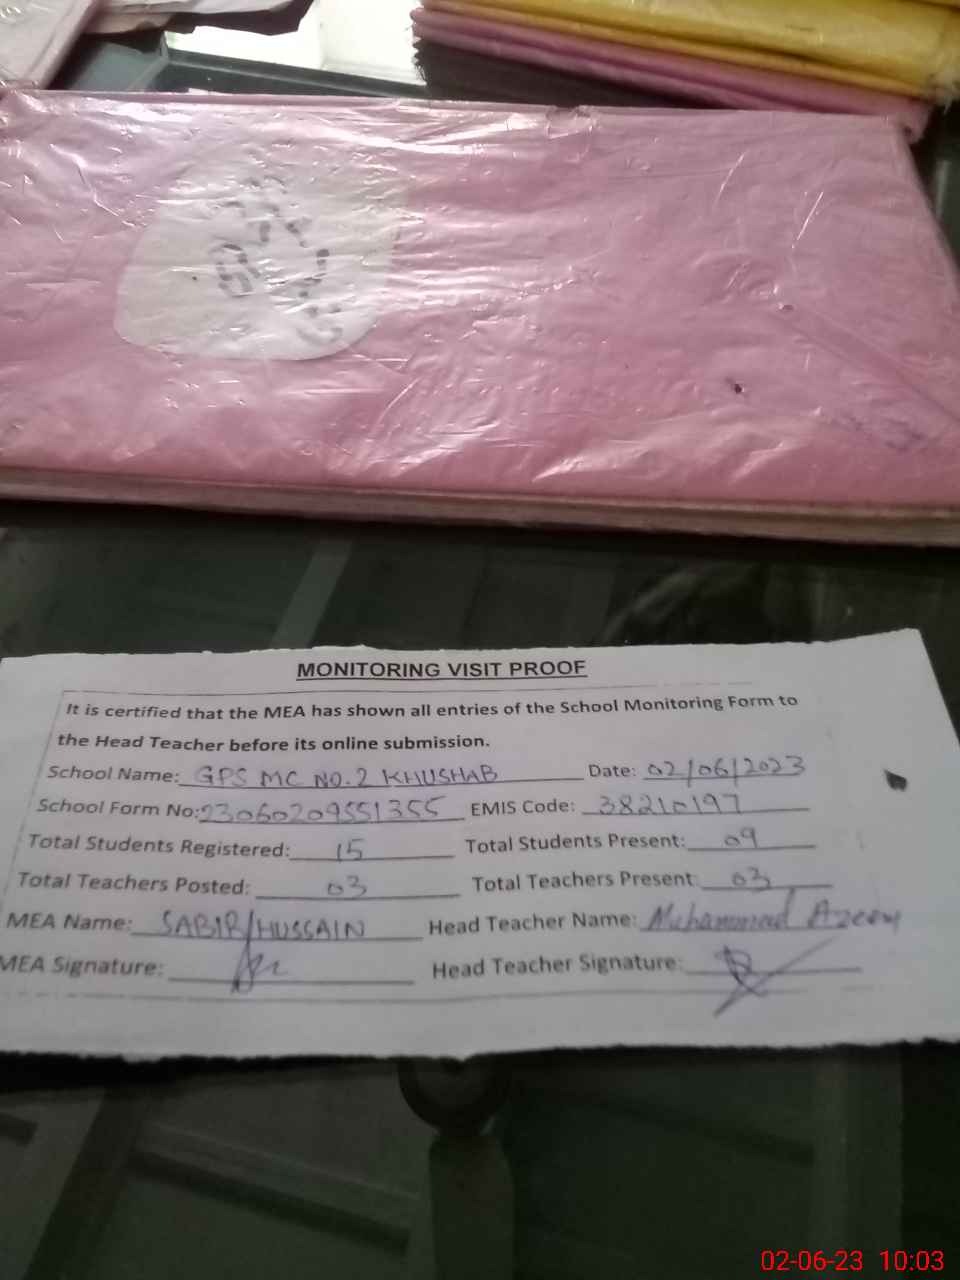 MONITORING VISIT PROOF
It is certified that the MEA has shown all entries of the School Monitoring Form to
the Head Teacher before its online submission.
School Name: GPS MC NO.2 KHUSHAB Date: 02/06/2023
School Form No: 23060209551355 EMIS Code: 38210197
Total Students Registered: 15 Total Students Present: 09
Total Teachers Posted: 03 Total Teachers Present: 03
MEA Name: SABIR HUSSAIN Head Teacher Name: Muhammad Azeem
MEA Signature: Head Teacher Signature:
02-06-23 10:03